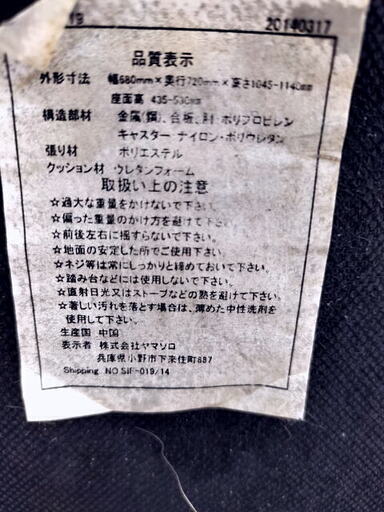 19 20140317
品質表示
外形寸法 幅680mm×奥行720mm×高さ1045-1140mm
座面高 435-530mm
構造部材 金属(鋼)、合板、剤 ポリプロピレン
キャスター ナイロン・ポリウレタン
張り材 ポリエステル
クッション材 ウレタンフォーム
取扱い上の注意
☆過大な重量をかけないで下さい。
☆偏った重量のかけ方を避けて下さい。
☆前後左右に揺すらないで下さい。
☆地面の安定した所でご使用下さい。
☆ネジ等は常にしっかりと締めておいて下さい。
☆踏み台などには使用しないで下さい。
☆直射日光又はストーブなどの熱を避けて下さい。
☆著しい汚れを落とす場合は、薄めた中性洗剤を
使用して下さい。
生産国 中国
表示者 株式会社ヤマソロ
兵庫県小野市下来住町887
Shipping NO SIF-019/14